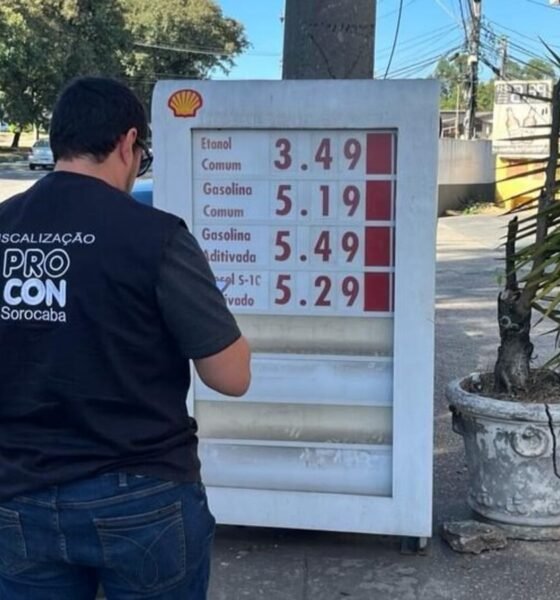 FISCALIZAÇÃO
PRO
CON
Sorocaba
Etanol
Comum
3.49
Gasolina
Comum
5.19
Gasolina
Aditivada
5.49
S-10
5.29